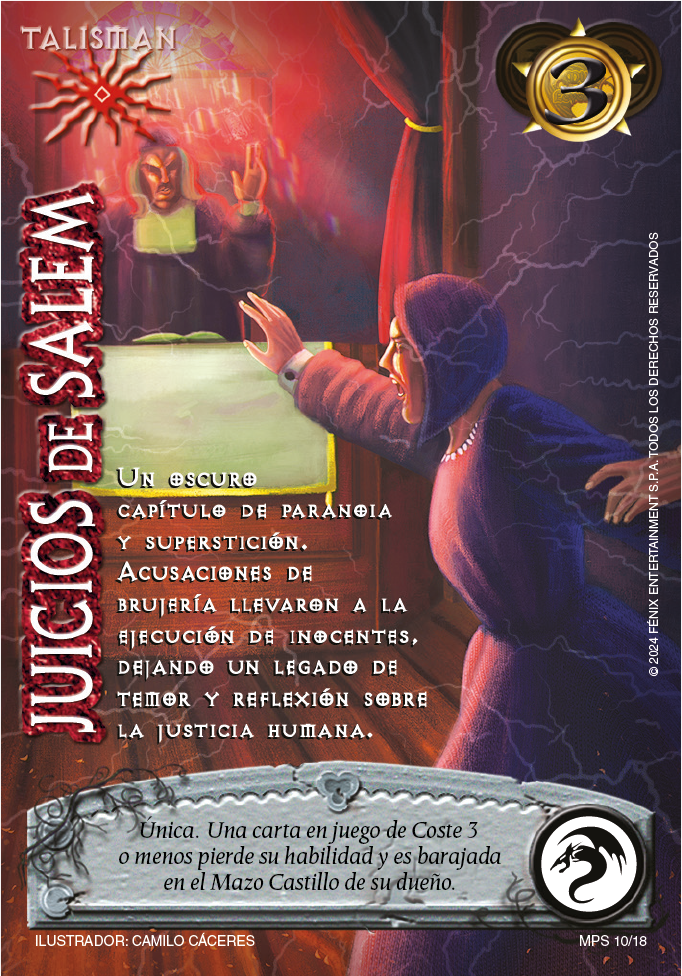 TALISMAN
3
JUICIOS DE SALEM
UN OSCURO
CAPÍTULO DE PARANOIA
Y SUPERSTICIÓN.
ACUSACIONES DE
BRUJERÍA LLEVARON A LA
EJECUCIÓN DE INOCENTES,
DEJANDO UN LEGADO DE
TEMOR Y REFLEXIÓN SOBRE
LA JUSTICIA HUMANA.
© 2024 FÉNIX ENTERTAINMENT S.P.A. TODOS LOS DERECHOS RESERVADOS
Única. Una carta en juego de Coste 3
o menos pierde su habilidad y es barajada
en el Mazo Castillo de su dueño.
ILUSTRADOR: CAMILO CÁCERES
MPS 10/18